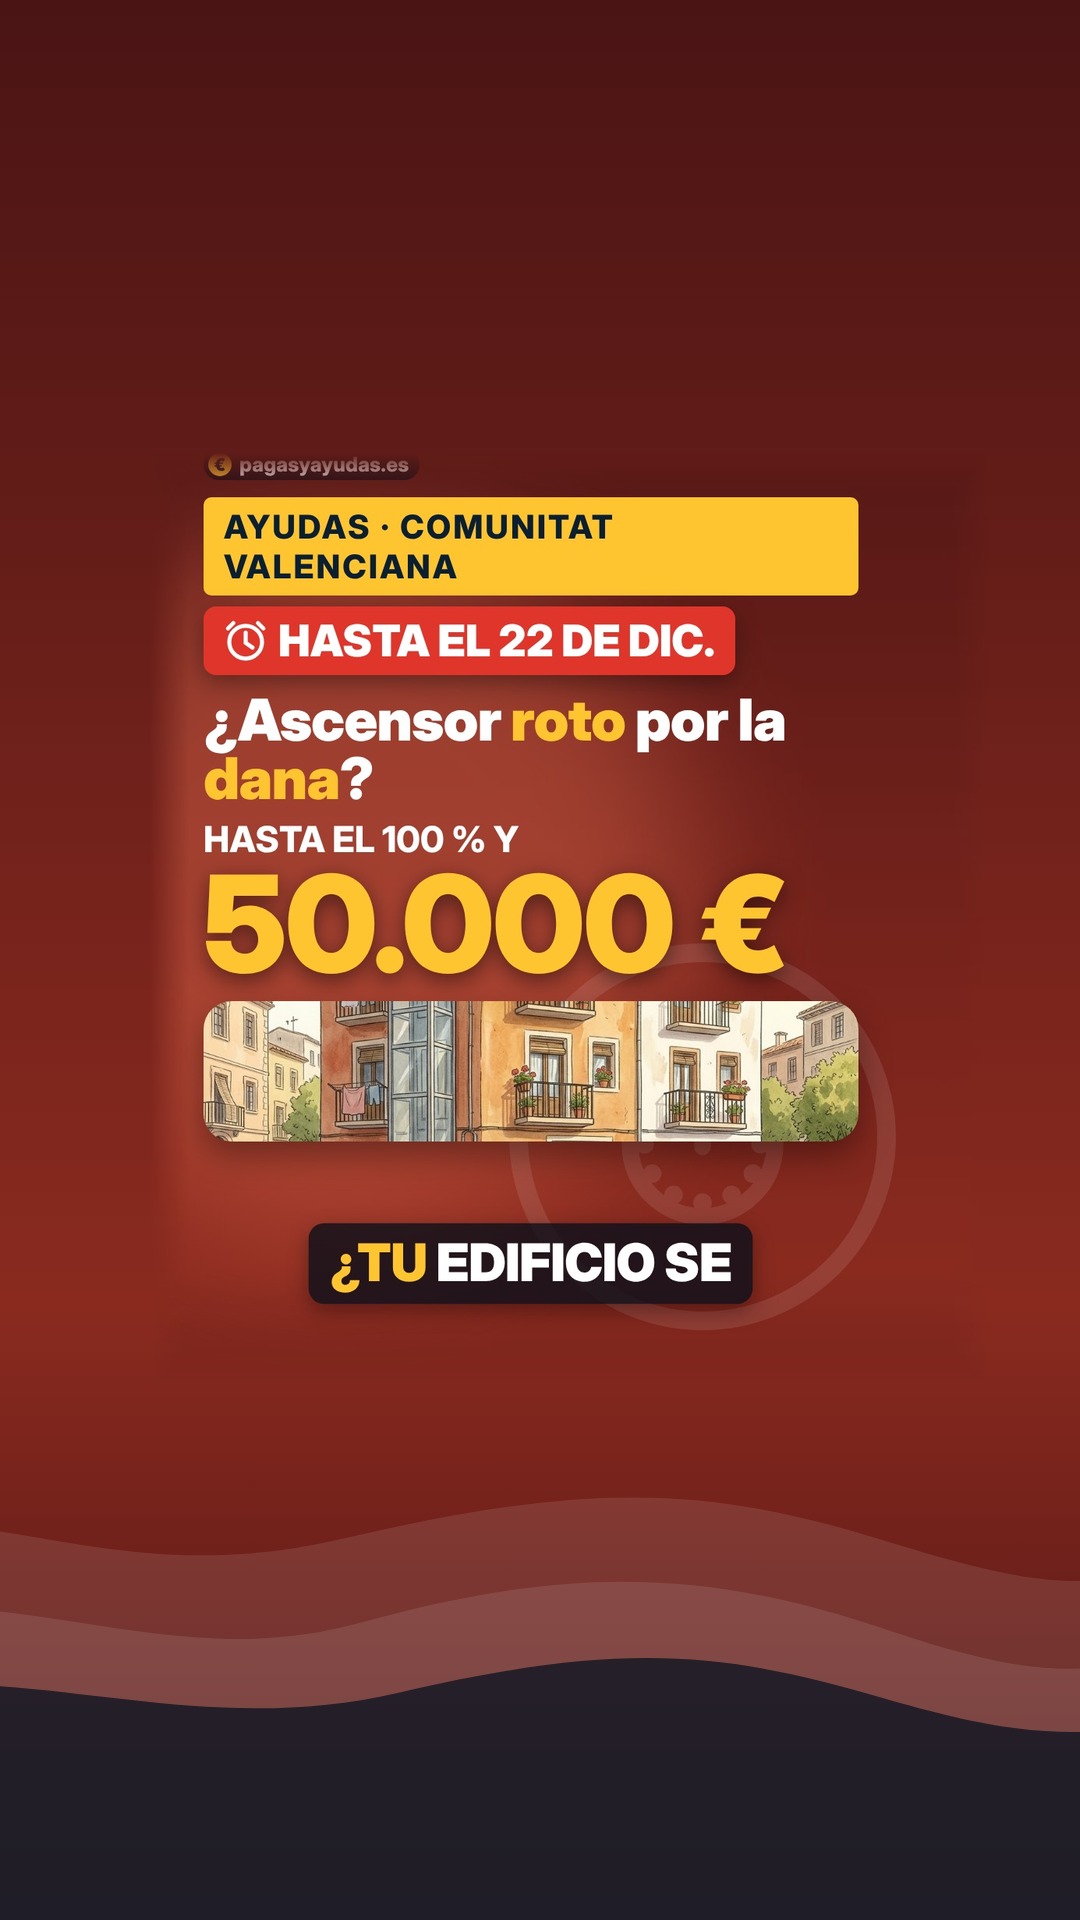 € pagasyayudas.es
AYUDAS · COMUNITAT
VALENCIANA
HASTA EL 22 DE DIC.
¿Ascensor roto por la
dana?
HASTA EL 100 % Y
50.000 €
¿TU EDIFICIO SE